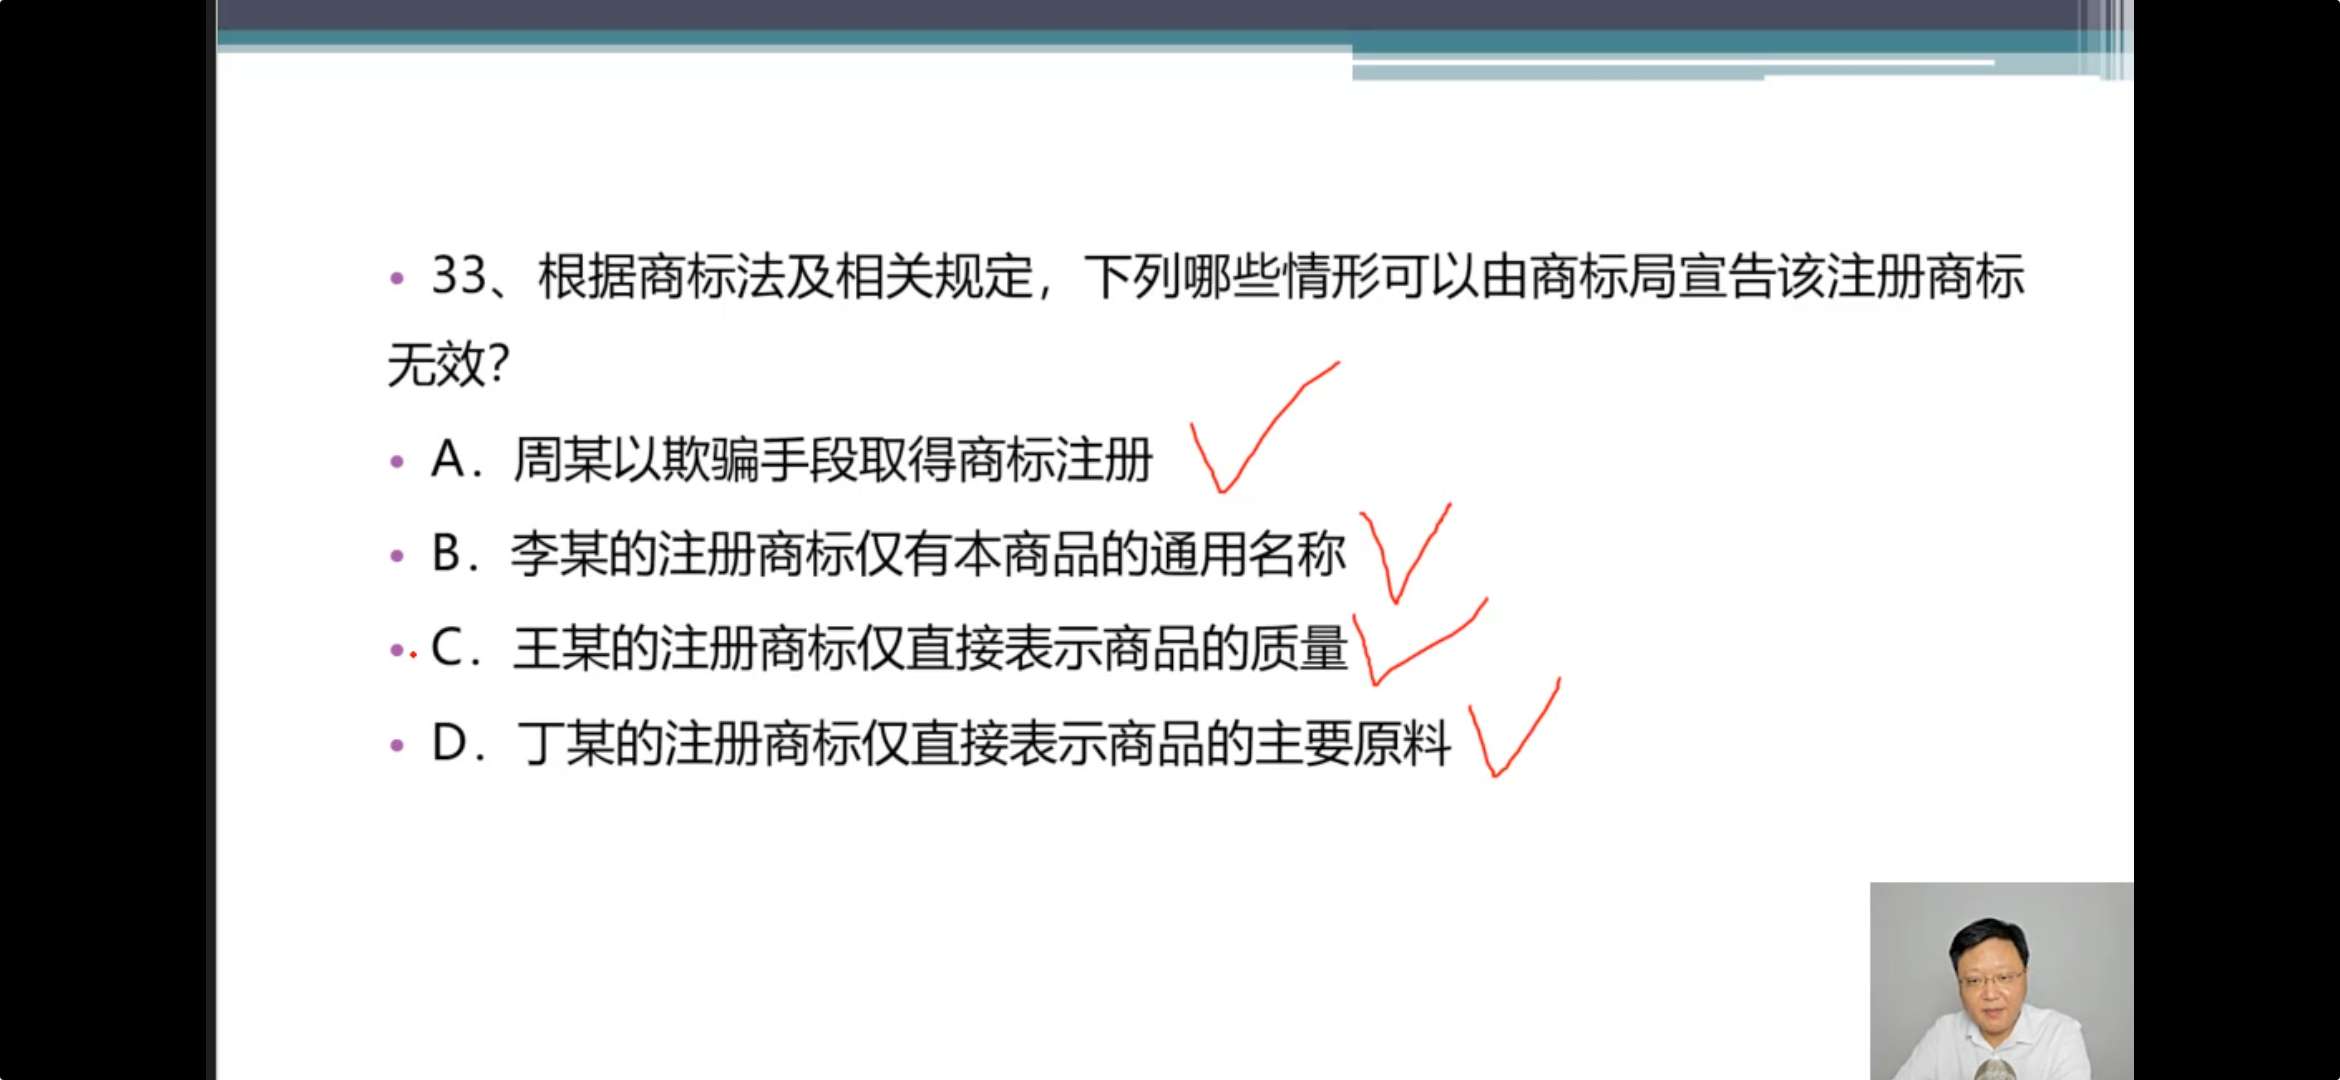 • 33、根据商标法及相关规定，下列哪些情形可以由商标局宣告该注册商标
无效？
• A．周某以欺骗手段取得商标注册
• B．李某的注册商标仅有本商品的通用名称
• C．王某的注册商标仅直接表示商品的质量
• D．丁某的注册商标仅直接表示商品的主要原料